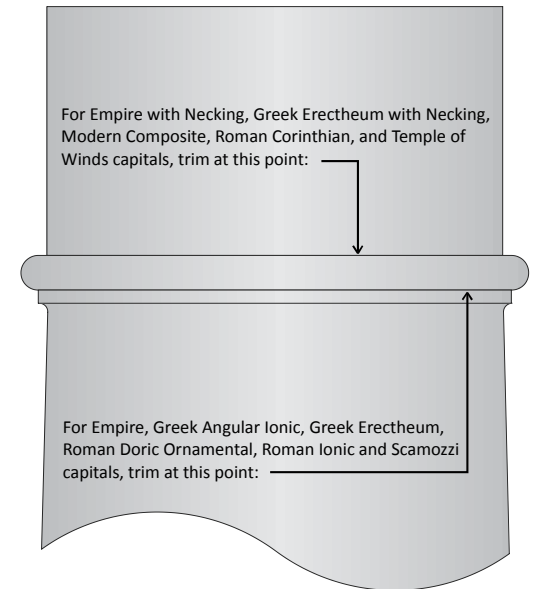 For Empire with Necking, Greek Erectheum with Necking,
Modern Composite, Roman Corinthian, and Temple of
Winds capitals, trim at this point:
For Empire, Greek Angular Ionic, Greek Erectheum,
Roman Doric Ornamental, Roman Ionic and Scamozzi
capitals, trim at this point: